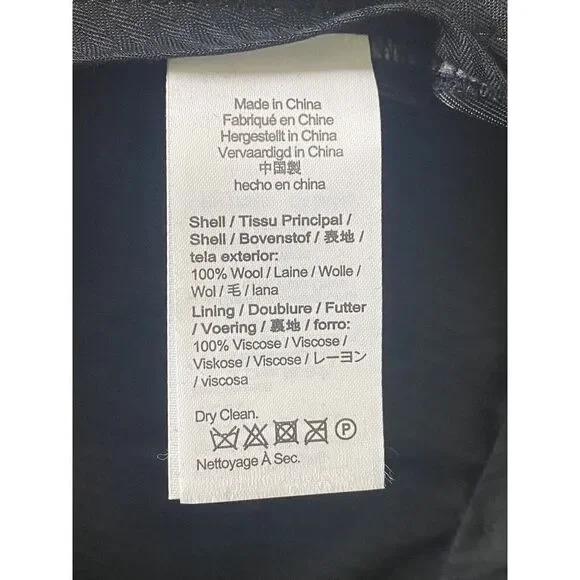 Made in China
Fabriqué en Chine
Hergestellt in China
Vervaardigd in China
中国製
hecho en china
Shell / Tissu Principal /
Shell / Bovenstof / 表地 /
tela exterior:
100% Wool / Laine / Wolle /
Wol / 毛 / lana
Lining / Doublure / Futter
/ Voering / 裏地 / forro:
100% Viscose / Viscose /
Viskose / Viscose / レーヨン
/ viscosa
Dry Clean.
P
Nettoyage À Sec.